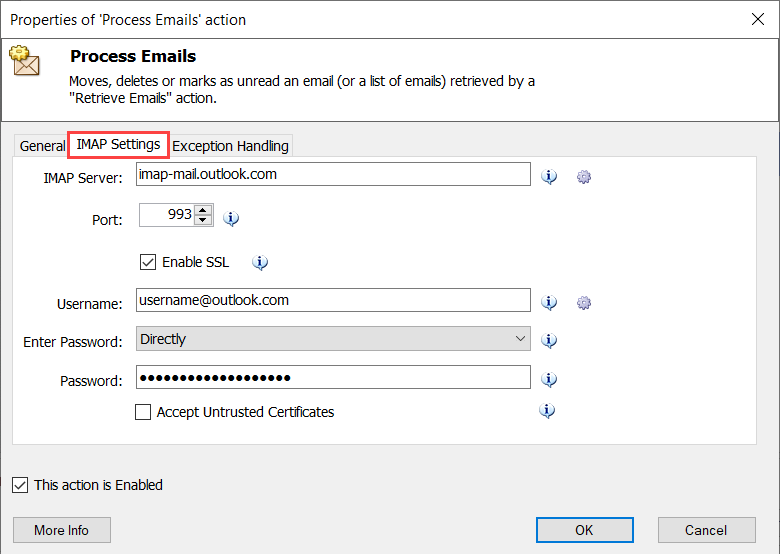 Properties of 'Process Emails' action
Process Emails
Moves, deletes or marks as unread an email (or a list of emails) retrieved by a
"Retrieve Emails" action.
General IMAP Settings Exception Handling
IMAP Server: imap-mail.outlook.com
Port: 993
Enable SSL
Username: username@outlook.com
Enter Password: Directly
Password: ●●●●●●●●●●●●●●●●●●●
Accept Untrusted Certificates
This action is Enabled
More Info OK Cancel